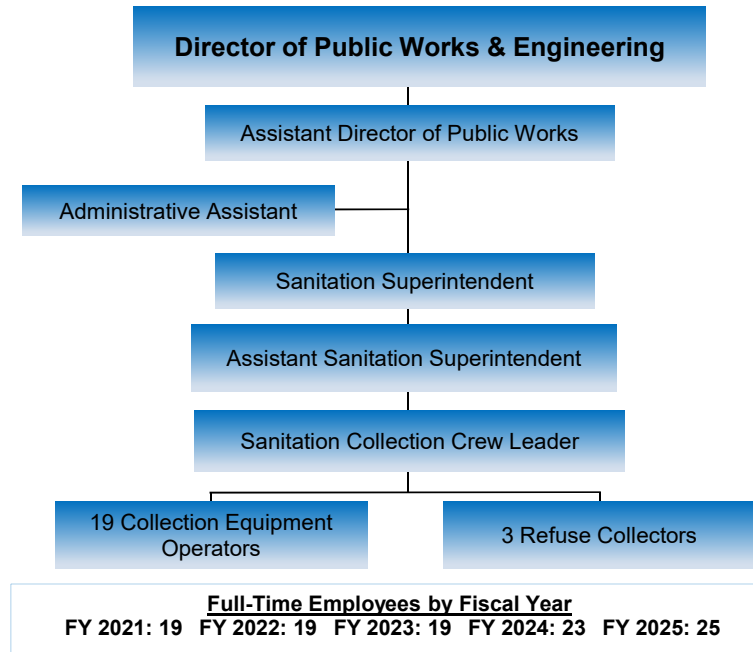 Director of Public Works & Engineering
Assistant Director of Public Works
Administrative Assistant
Sanitation Superintendent
Assistant Sanitation Superintendent
Sanitation Collection Crew Leader
19 Collection Equipment
Operators
3 Refuse Collectors
Full-Time Employees by Fiscal Year
FY 2021: 19 FY 2022: 19 FY 2023: 19 FY 2024: 23 FY 2025: 25